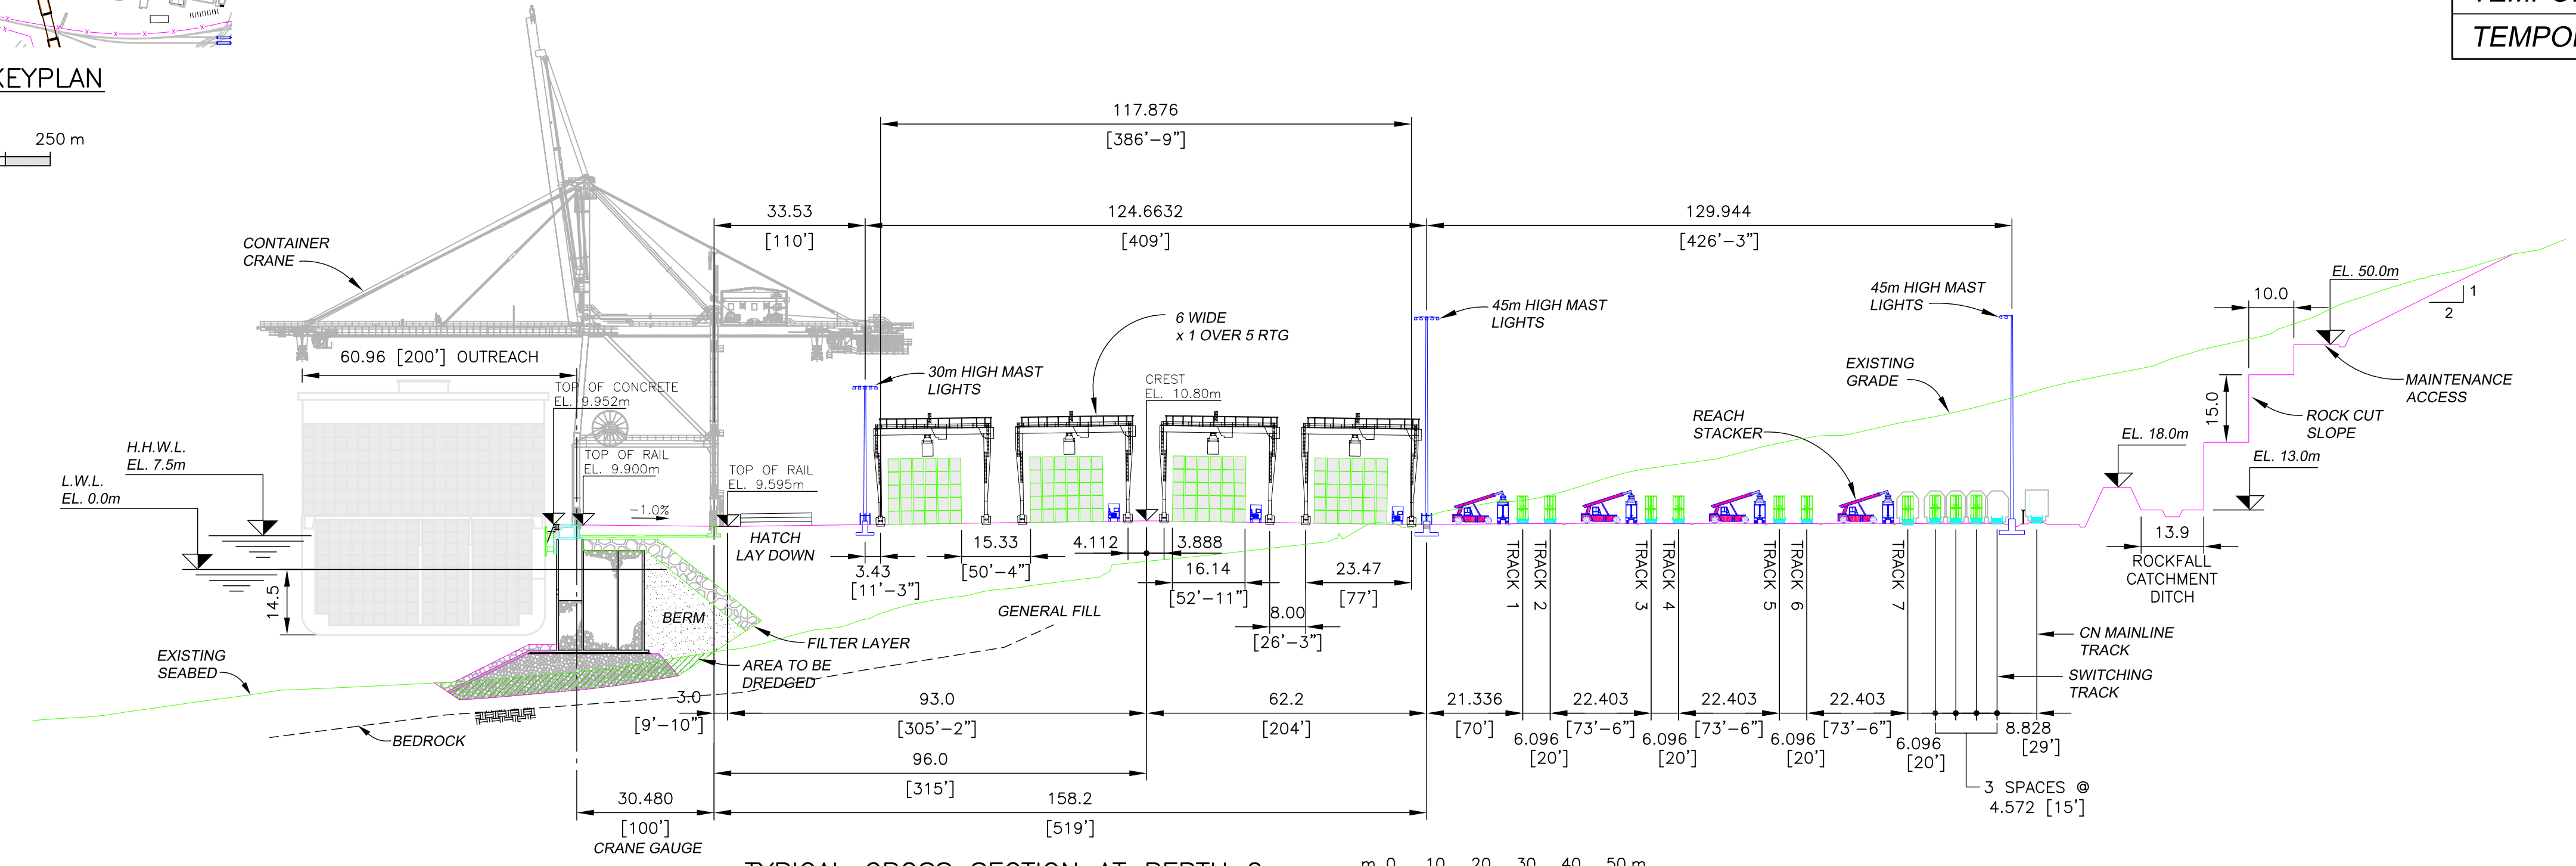 KEYPLAN
250 m
TEMPO
117.876
[386'-9"]
33.53
[110']
124.6632
[409']
129.944
[426'-3"]
CONTAINER
CRANE
60.96 [200'] OUTREACH
TOP OF CONCRETE
EL. 9.952m
H.H.W.L.
EL. 7.5m
L.W.L.
EL. 0.0m
TOP OF RAIL
EL. 9.900m
TOP OF RAIL
EL. 9.595m
-1.0%
HATCH
LAY DOWN
30m HIGH MAST
LIGHTS
6 WIDE
x 1 OVER 5 RTG
CREST
EL. 10.80m
45m HIGH MAST
LIGHTS
45m HIGH MAST
LIGHTS
EXISTING
GRADE
REACH
STACKER
EL. 50.0m
10.0
1
2
MAINTENANCE
ACCESS
15.0
ROCK CUT
SLOPE
EL. 18.0m
EL. 13.0m
13.9
ROCKFALL
CATCHMENT
DITCH
14.5
3.43
[11'-3"]
15.33
[50'-4"]
4.112
3.888
16.14
[52'-11"]
8.00
[26'-3"]
23.47
[77']
TRACK 1
TRACK 2
TRACK 3
TRACK 4
TRACK 5
TRACK 6
TRACK 7
CN MAINLINE
TRACK
SWITCHING
TRACK
BERM
FILTER LAYER
GENERAL FILL
AREA TO BE
DREDGED
EXISTING
SEABED
BEDROCK
3.0
[9'-10"]
93.0
[305'-2"]
62.2
[204']
21.336
[70']
6.096
[20']
22.403
[73'-6"]
6.096
[20']
22.403
[73'-6"]
6.096
[20']
22.403
[73'-6"]
6.096
[20']
8.828
[29']
3 SPACES @
4.572 [15']
96.0
[315']
30.480
[100']
CRANE GAUGE
158.2
[519']
TYPICAL CROSS SECTION AT
m 0 10 20 30 40 50 m